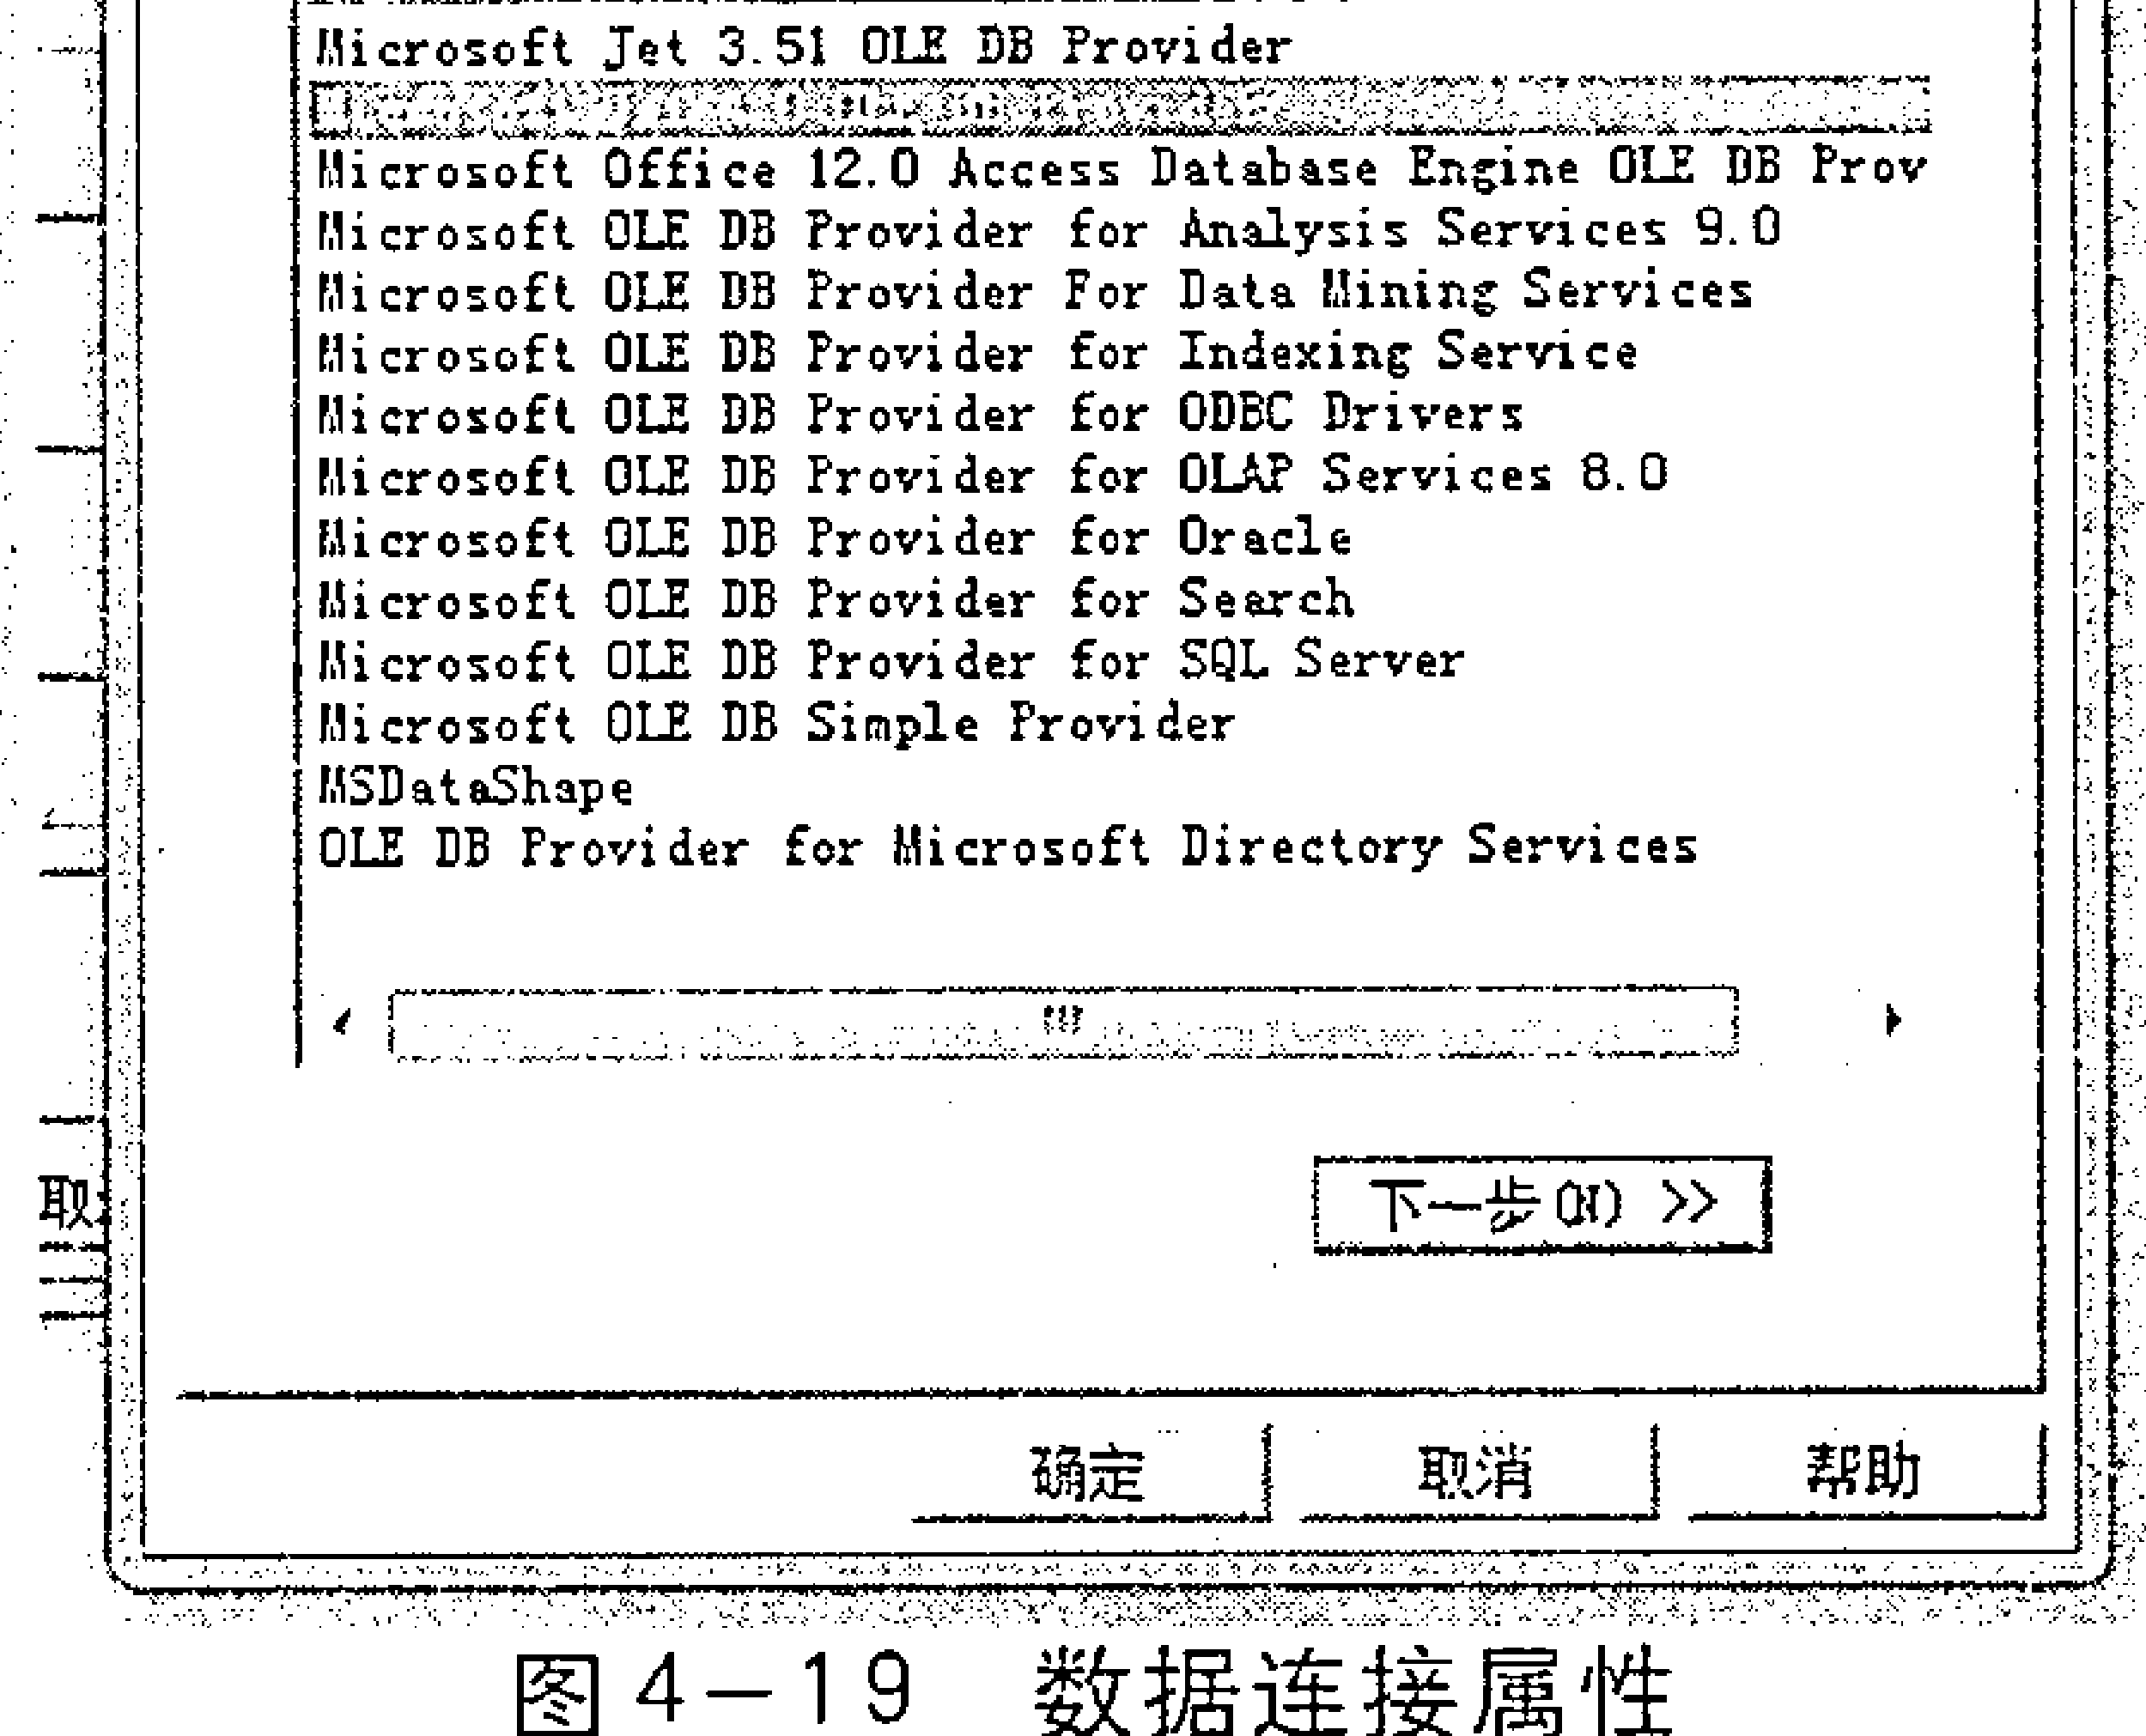 Microsoft Jet 3.51 OLE DB Provider
Microsoft Office 12.0 Access Database Engine OLE DB Prov
Microsoft OLE DB Provider for Analysis Services 9.0
Microsoft OLE DB Provider For Data Mining Services
Microsoft OLE DB Provider for Indexing Service
Microsoft OLE DB Provider for ODBC Drivers
Microsoft OLE DB Provider for OLAP Services 8.0
Microsoft OLE DB Provider for Oracle
Microsoft OLE DB Provider for Search
Microsoft OLE DB Provider for SQL Server
Microsoft OLE DB Simple Provider
MSDataShape
OLE DB Provider for Microsoft Directory Services
取
下一步(N) >>
确定 取消 帮助
图4-19 数据连接属性